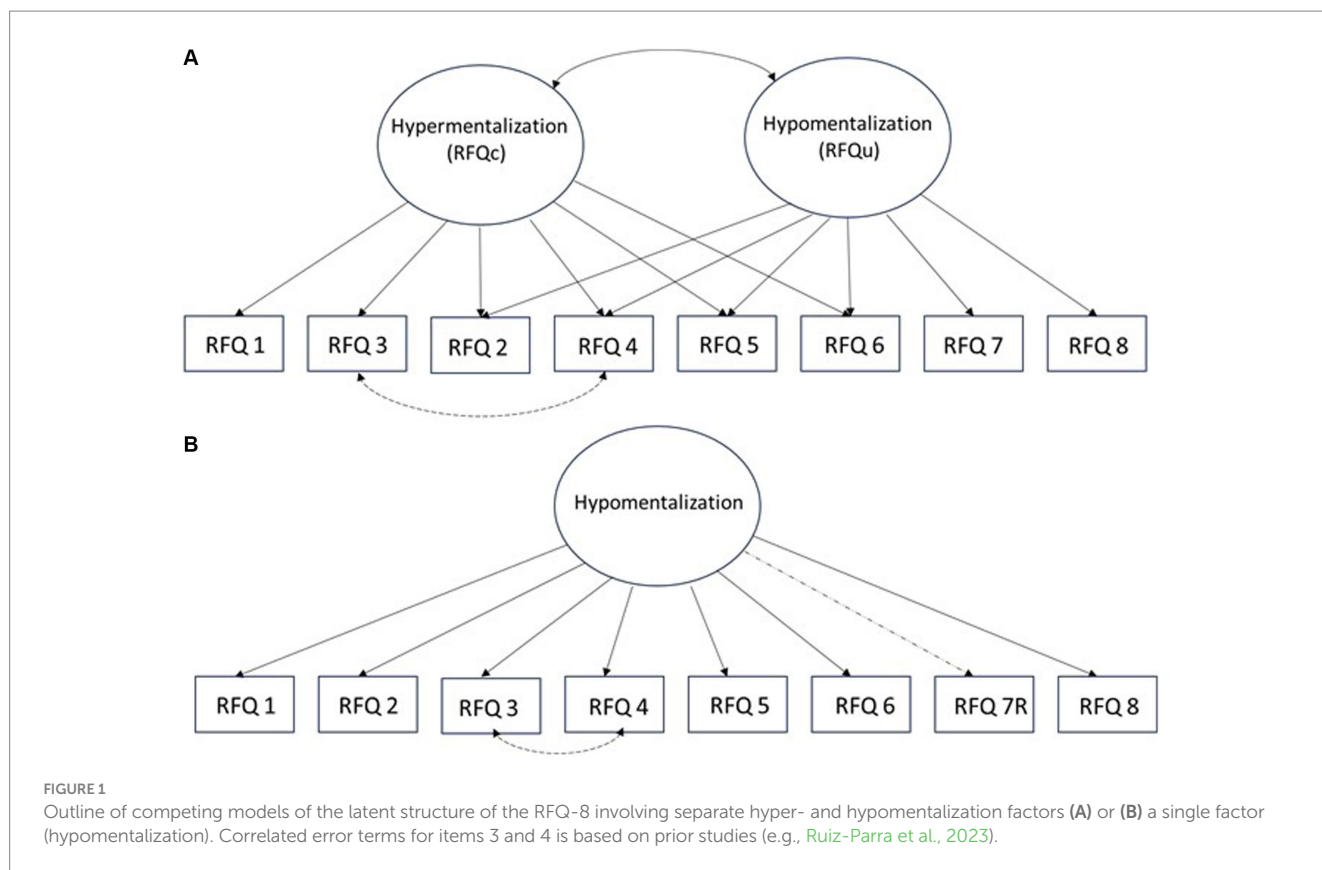 A
Hypermentalization
(RFQc)
Hypomentalization
(RFQu)
RFQ 1
RFQ 3
RFQ 2
RFQ 4
RFQ 5
RFQ 6
RFQ 7
RFQ 8
B
Hypomentalization
RFQ 1
RFQ 2
RFQ 3
RFQ 4
RFQ 5
RFQ 6
RFQ 7R
RFQ 8
FIGURE 1
Outline of competing models of the latent structure of the RFQ-8 involving separate hyper- and hypomentalization factors (A) or (B) a single factor
(hypomentalization). Correlated error terms for items 3 and 4 is based on prior studies (e.g., Ruiz-Parra et al., 2023).